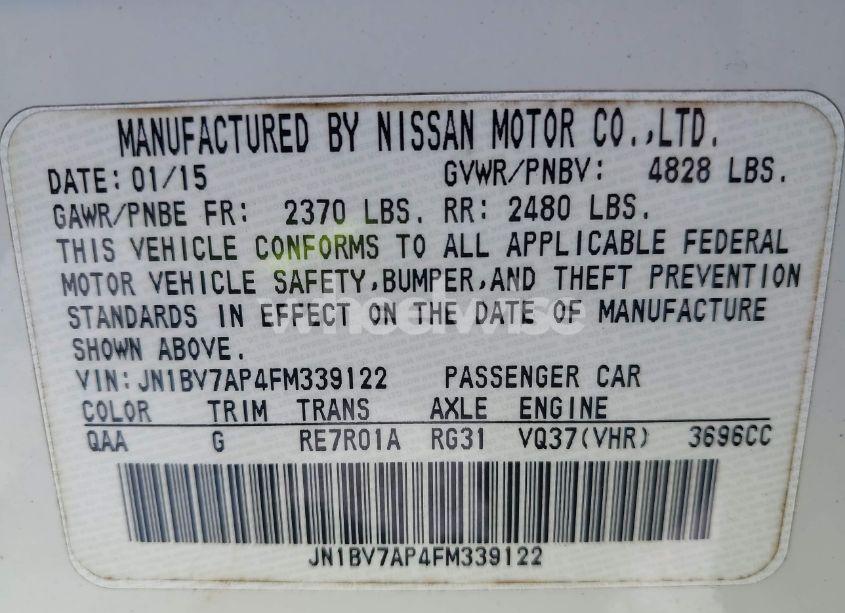 MANUFACTURED BY NISSAN MOTOR CO.,LTD.
DATE: 01/15 GVWR/PNBV: 4828 LBS.
GAWR/PNBE FR: 2370 LBS. RR: 2480 LBS.
THIS VEHICLE CONFORMS TO ALL APPLICABLE FEDERAL
MOTOR VEHICLE SAFETY,BUMPER,AND THEFT PREVENTION
STANDARDS IN EFFECT ON THE DATE OF MANUFACTURE
wheelwise
SHOWN ABOVE.
VIN: JN1BV7AP4FM339122 PASSENGER CAR
COLOR TRIM TRANS AXLE ENGINE
QAA G RE7R01A RG31 VQ37(VHR) 3696CC
JN1BV7AP4FM339122